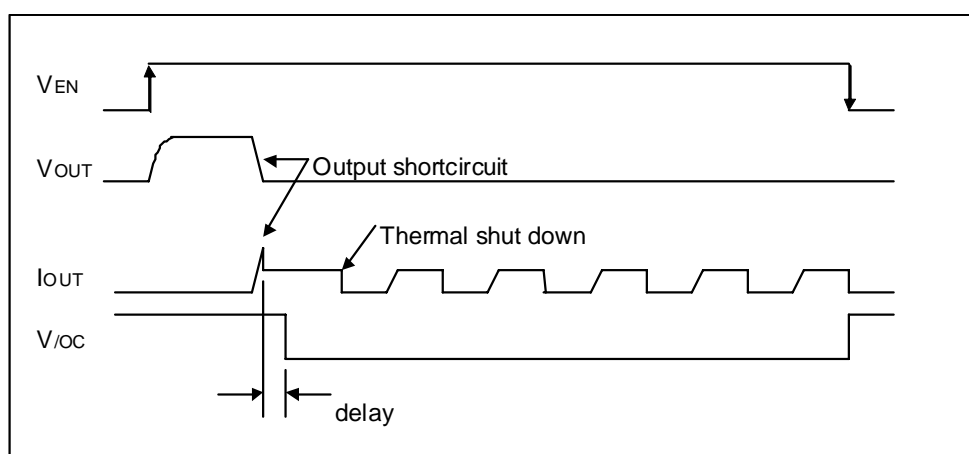 VEN
VOUT
Output shortcircuit
Thermal shut down
IOUT
V/OC
delay